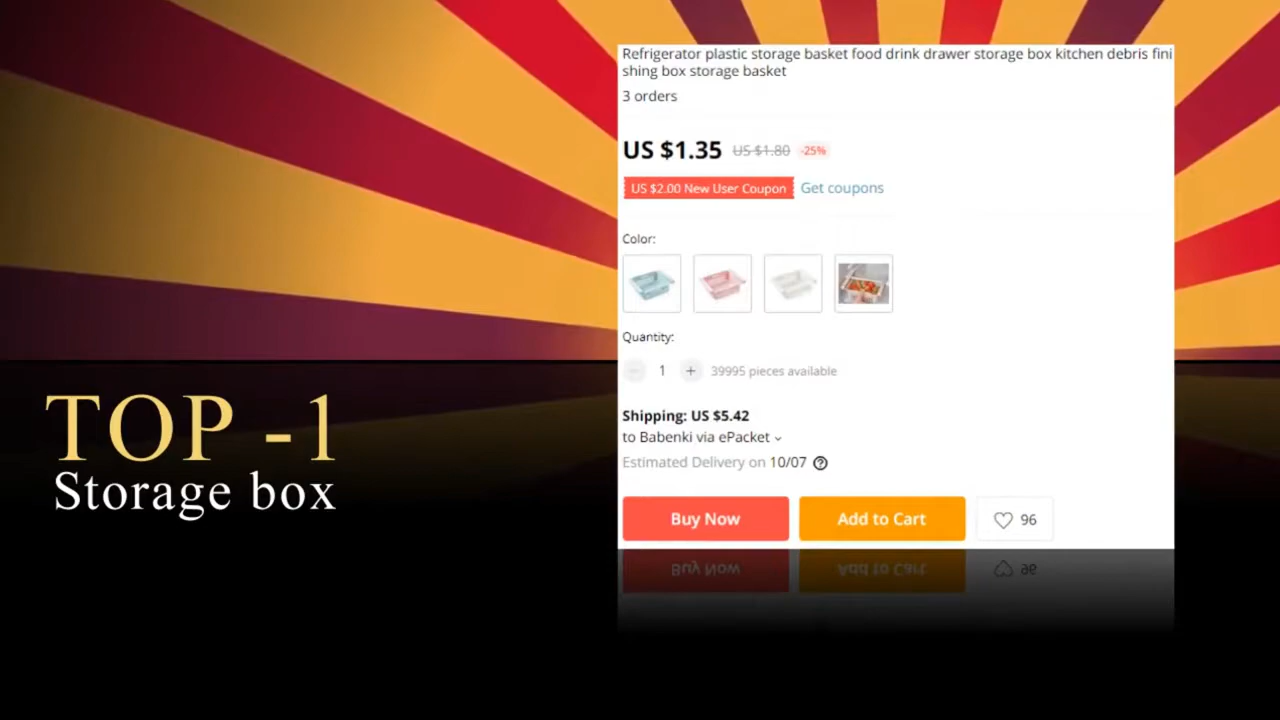 TOP -1
Storage box
Refrigerator plastic storage basket food drink drawer storage box kitchen debris fini
shing box storage basket
3 orders
US $1.35 US $1.80 -25%
US $2.00 New User Coupon Get coupons
Color:
Quantity:
1 + 39995 pieces available
Shipping: US $5.42
to Babenki via ePacket
Estimated Delivery on 10/07 ?
Buy Now Add to Cart 96